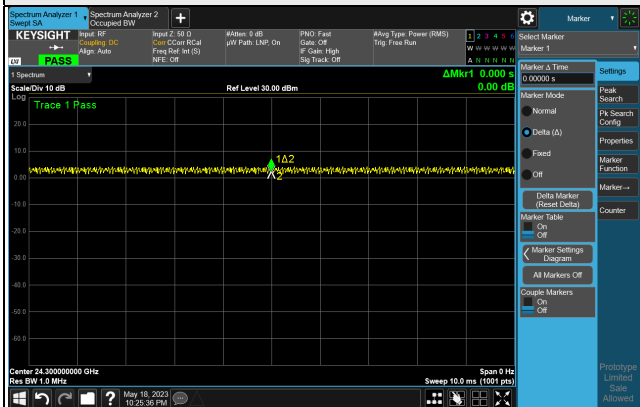 Spectrum Analyzer 1
Swept SA
Spectrum Analyzer 2
Occupied BW
Marker
KEYSIGHT
Input: RF
Coupling: DC
Align: Auto
Input Z: 50 Ω
Corr CCorr RCal
Freq Ref: Int (S)
NFE: Off
#Atten: 0 dB
µW Path: LNP, On
PNO: Fast
Gate: Off
IF Gain: High
Sig Track: Off
#Avg Type: Power (RMS)
Trig: Free Run
1 2 3 4 5 6
W W W W W W
A N N N N N
LXI
PASS
Select Marker
Marker 1
1 Spectrum
Scale/Div 10 dB
Ref Level 30.00 dBm
ΔMkr1 0.000 s
0.00 dB
Log
Trace 1 Pass
20.0
10.0
0.00
-10.0
-20.0
-30.0
-40.0
-50.0
-60.0
1Δ2
2
Center 24.300000000 GHz
Res BW 1.0 MHz
Span 0 Hz
Sweep 10.0 ms (1001 pts)
Marker Δ Time
0.00000 s
Marker Mode
Normal
Delta (Δ)
Fixed
Off
Delta Marker
(Reset Delta)
Marker Table
On
Off
Marker Settings
Diagram
All Markers Off
Couple Markers
On
Off
Settings
Peak
Search
Pk Search
Config
Properties
Marker
Function
Marker→
Counter
Prototype
Limited
Sale
Allowed
May 18, 2023
10:25:36 PM